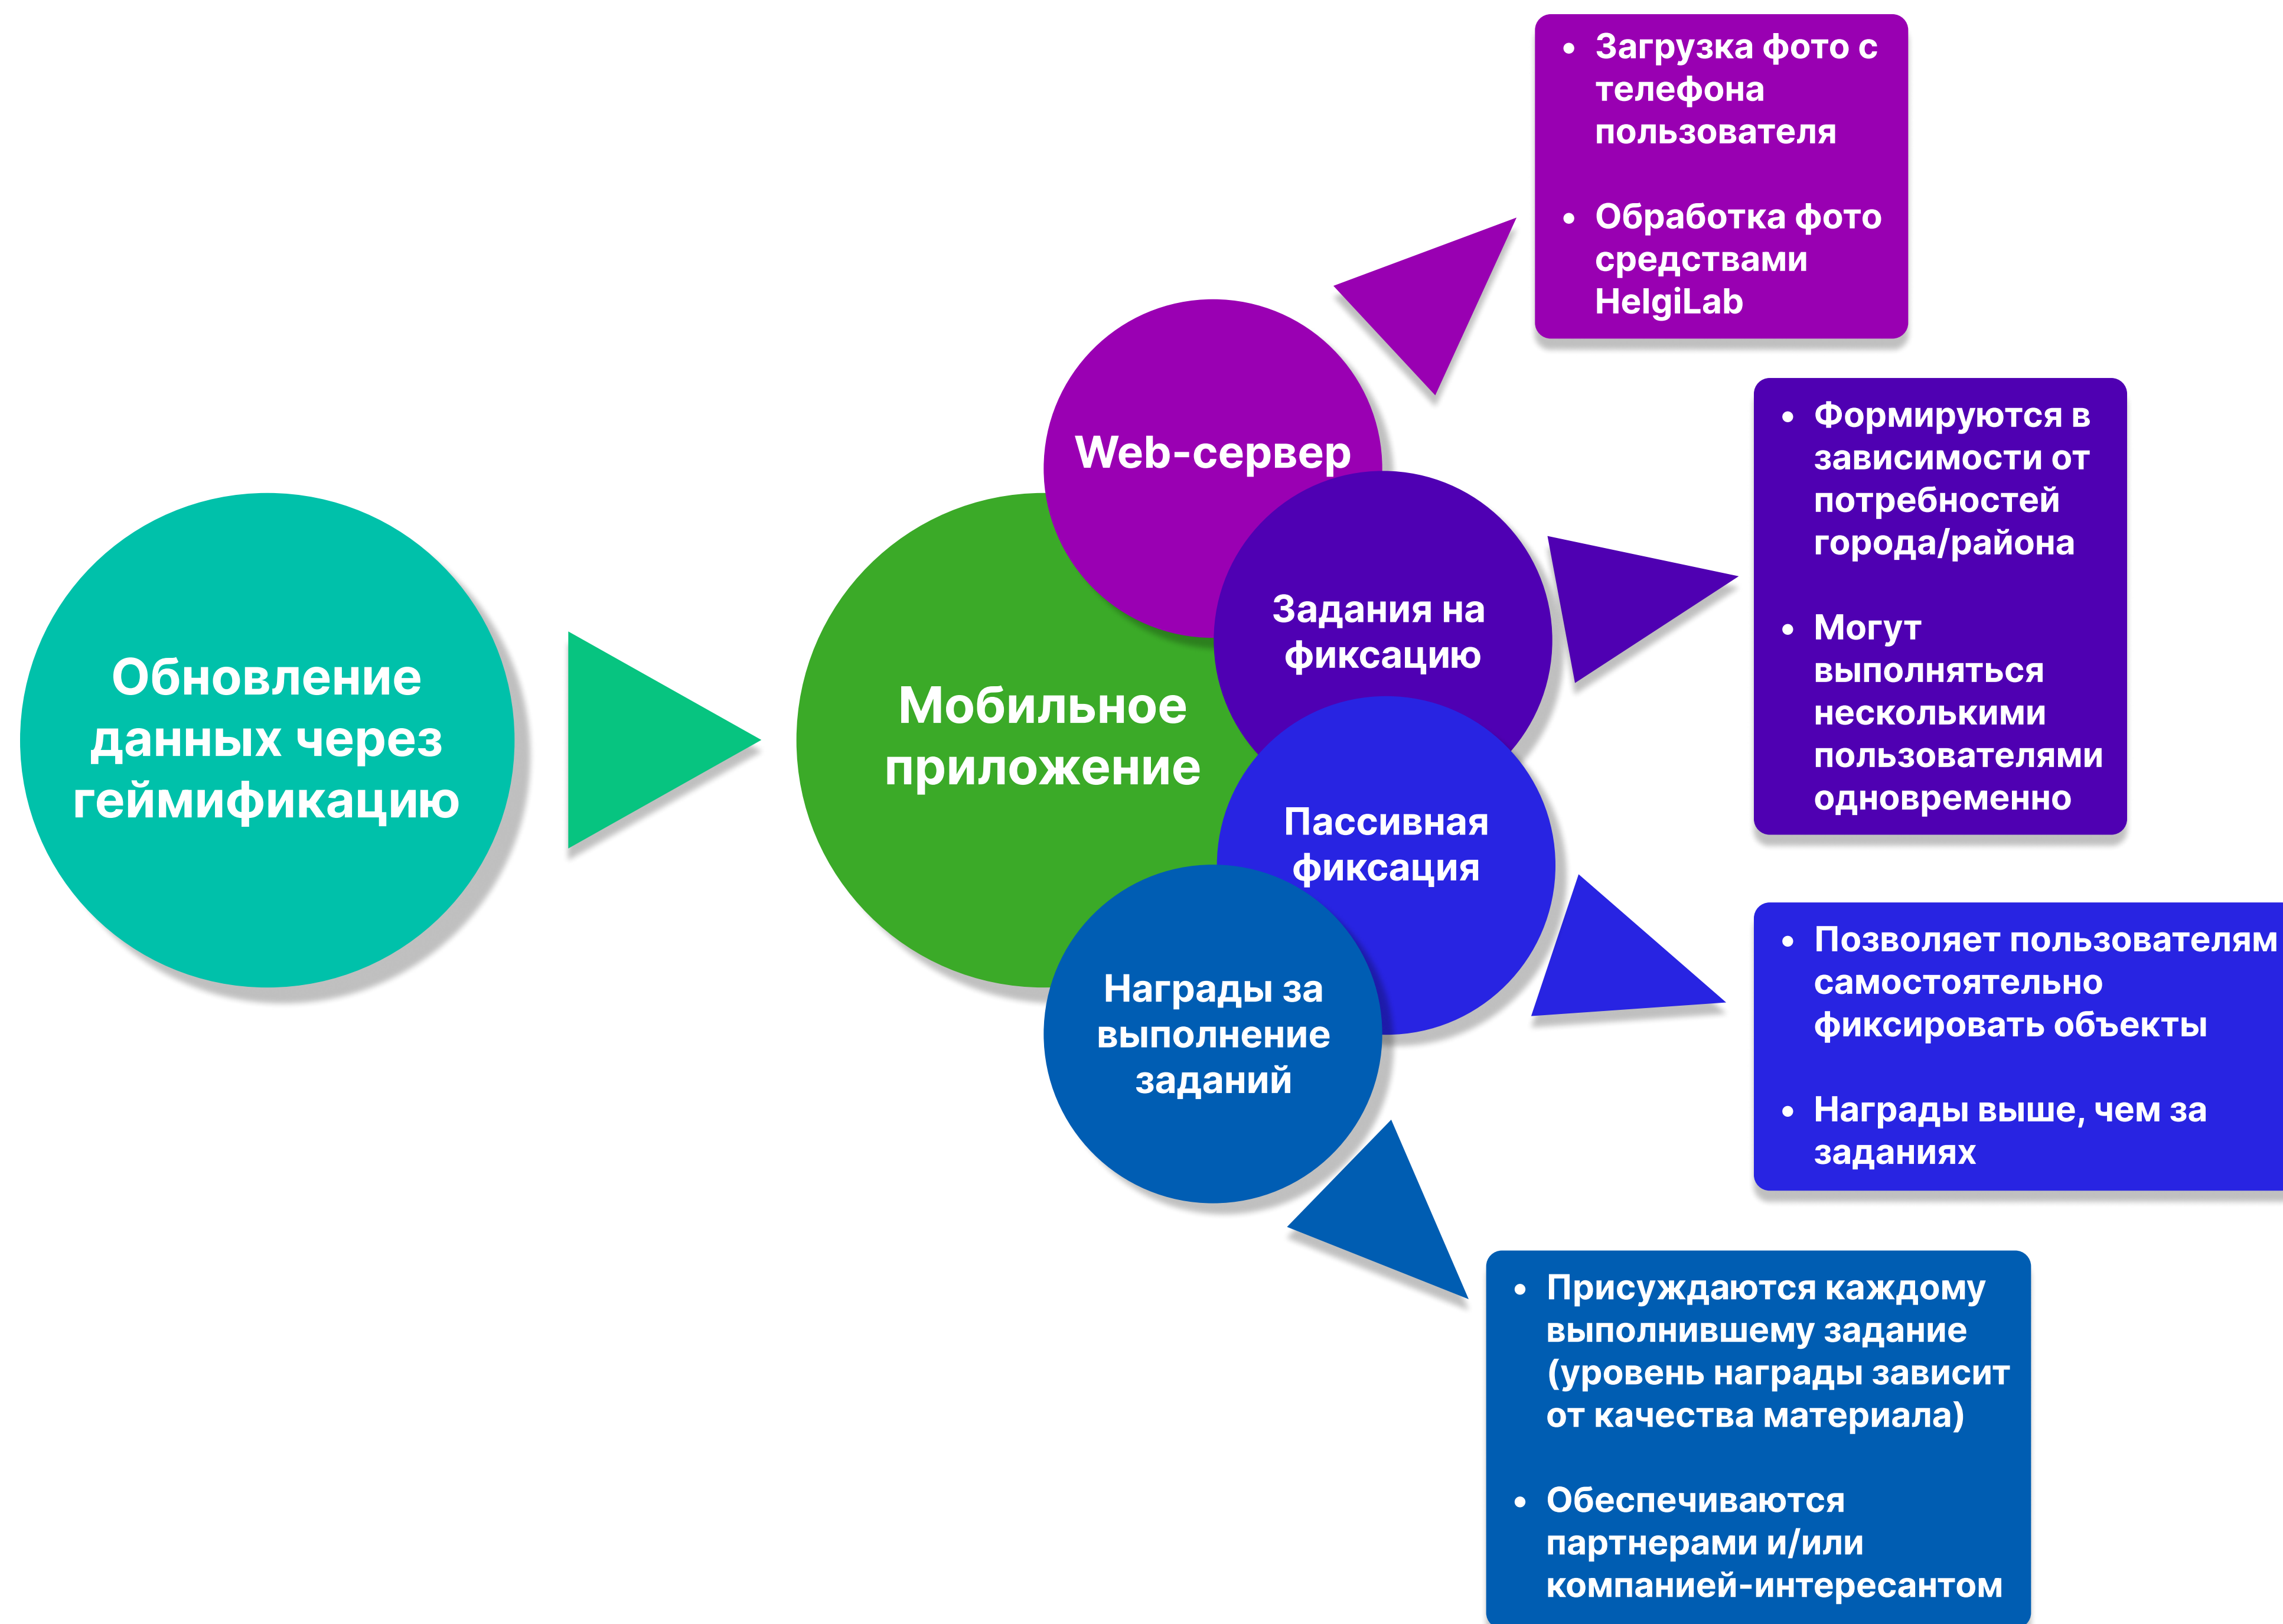 Обновление
данных через
геймификацию
Мобильное
приложение
Web-сервер
• Загрузка фото с
телефона
пользователя
• Обработка фото
средствами
HelgiLab
Задания на
фиксацию
• Формируются в
зависимости от
потребностей
города/района
• Могут
выполняться
несколькими
пользователями
одновременно
Пассивная
фиксация
• Позволяет пользователям
самостоятельно
фиксировать объекты
• Награды выше, чем за
заданиях
Награды за
выполнение
заданий
• Присуждаются каждому
выполнившему задание
(уровень награды зависит
от качества материала)
• Обеспечиваются
партнерами и/или
компанией-интересантом